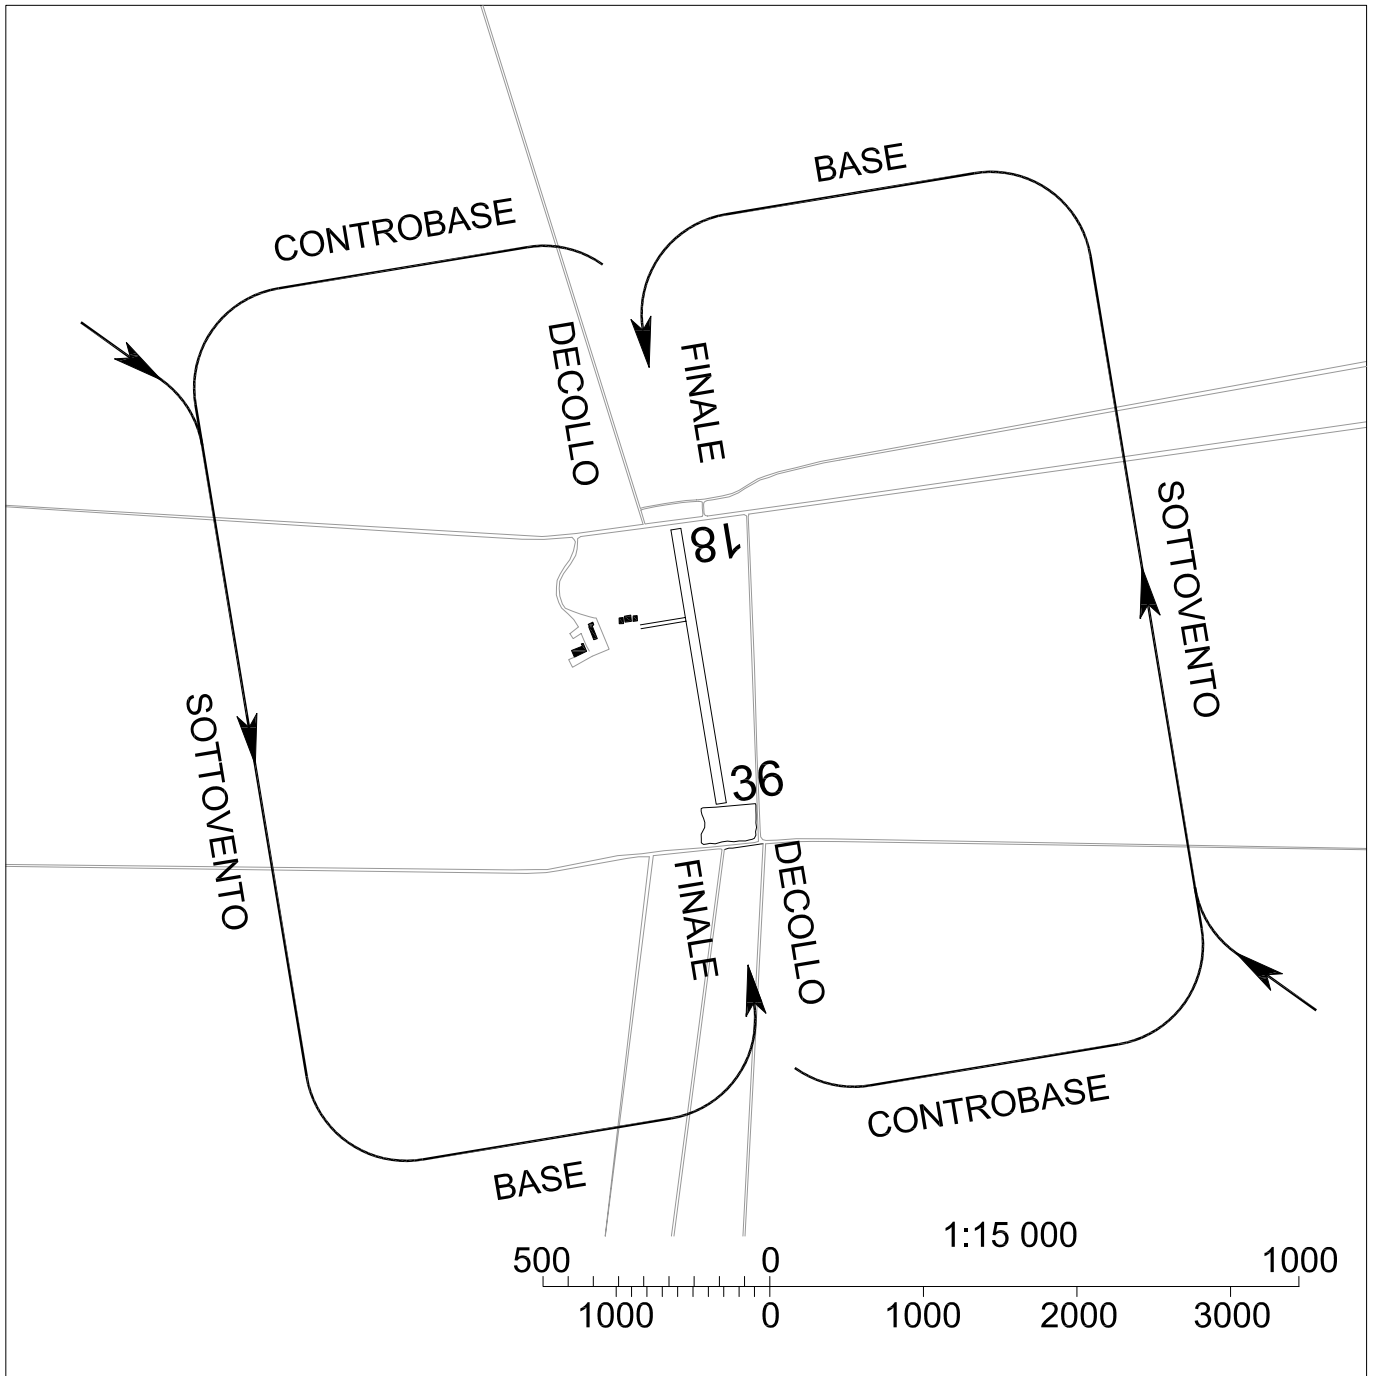 BASE
CONTROBASE
DECOLLO
FINALE
SOTTOVENTO
18
SOTTOVENTO
36
FINALE
DECOLLO
CONTROBASE
BASE
1:15 000
500 0 1000
1000 0 1000 2000 3000